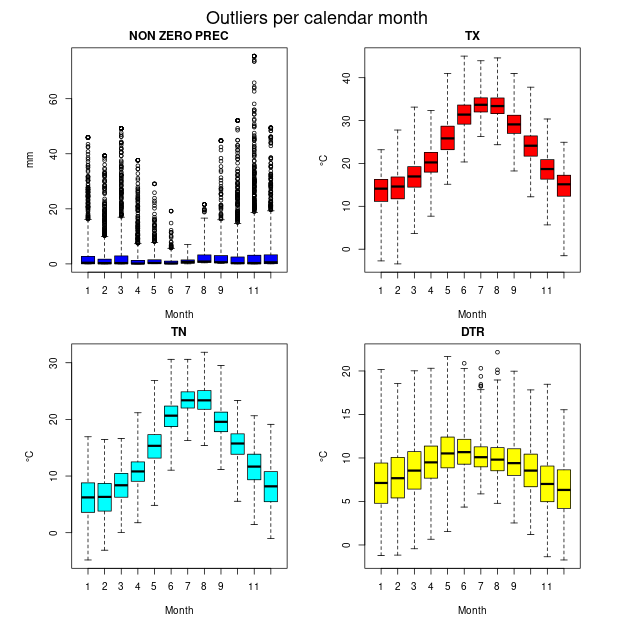 Outliers per calendar month
NON ZERO PREC
mm
0 20 40 60
1 2 3 4 5 6 7 8 9 11
Month
TX
°C
0 10 20 30 40
1 2 3 4 5 6 7 8 9 11
Month
TN
°C
0 10 20 30
1 2 3 4 5 6 7 8 9 11
Month
DTR
°C
0 5 10 15 20
1 2 3 4 5 6 7 8 9 11
Month